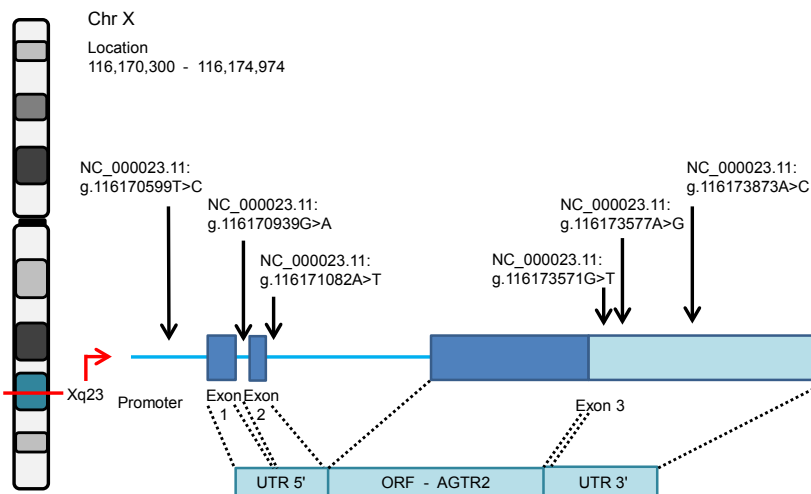 Chr X
Location
116,170,300 - 116,174,974
NC_000023.11:
g.116170599T>C
NC_000023.11:
g.116170939G>A
NC_000023.11:
g.116171082A>T
NC_000023.11:
g.116173571G>T
NC_000023.11:
g.116173577A>G
NC_000023.11:
g.116173873A>C
Xq23
Promoter
Exon
1
Exon
2
Exon 3
UTR 5'
ORF - AGTR2
UTR 3'